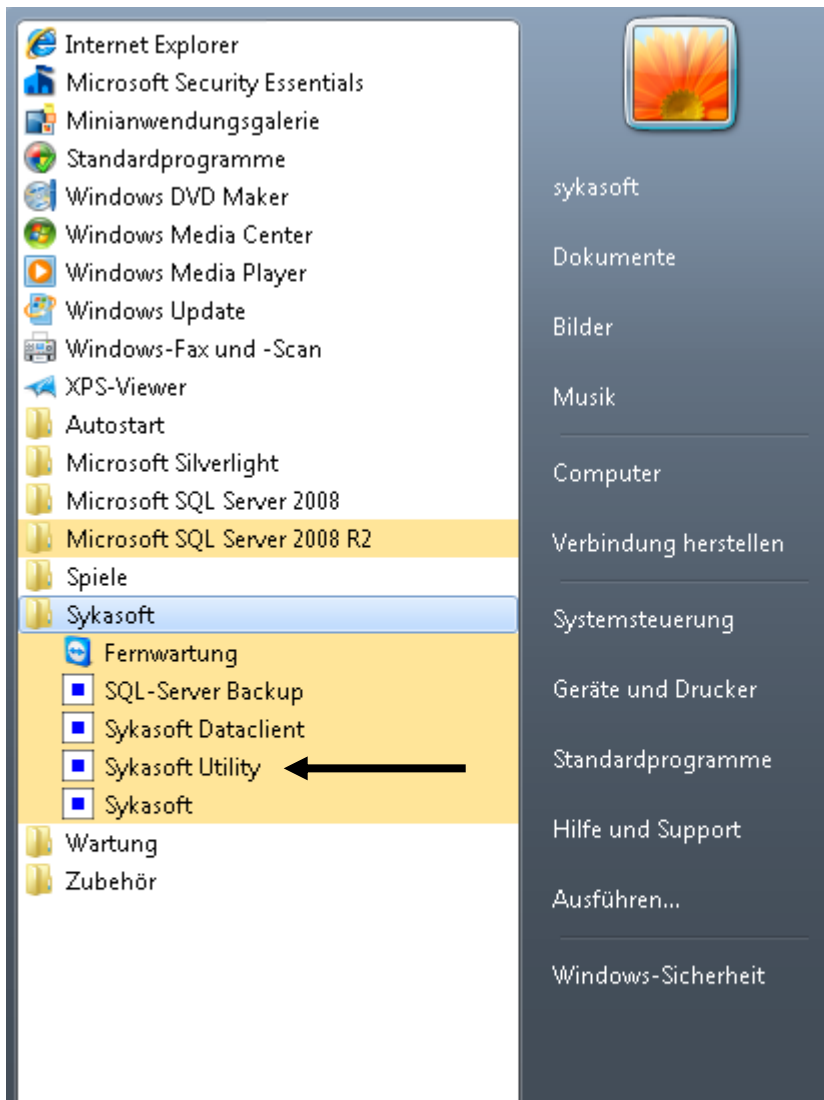 Internet Explorer
Microsoft Security Essentials
Minianwendungsgalerie
Standardprogramme
Windows DVD Maker
Windows Media Center
Windows Media Player
Windows Update
Windows-Fax und -Scan
XPS-Viewer
Autostart
Microsoft Silverlight
Microsoft SQL Server 2008
Microsoft SQL Server 2008 R2
Spiele
Sykasoft
Fernwartung
SQL-Server Backup
Sykasoft Dataclient
Sykasoft Utility
Sykasoft
Wartung
Zubehör
sykasoft
Dokumente
Bilder
Musik
Computer
Verbindung herstellen
Systemsteuerung
Geräte und Drucker
Standardprogramme
Hilfe und Support
Ausführen...
Windows-Sicherheit